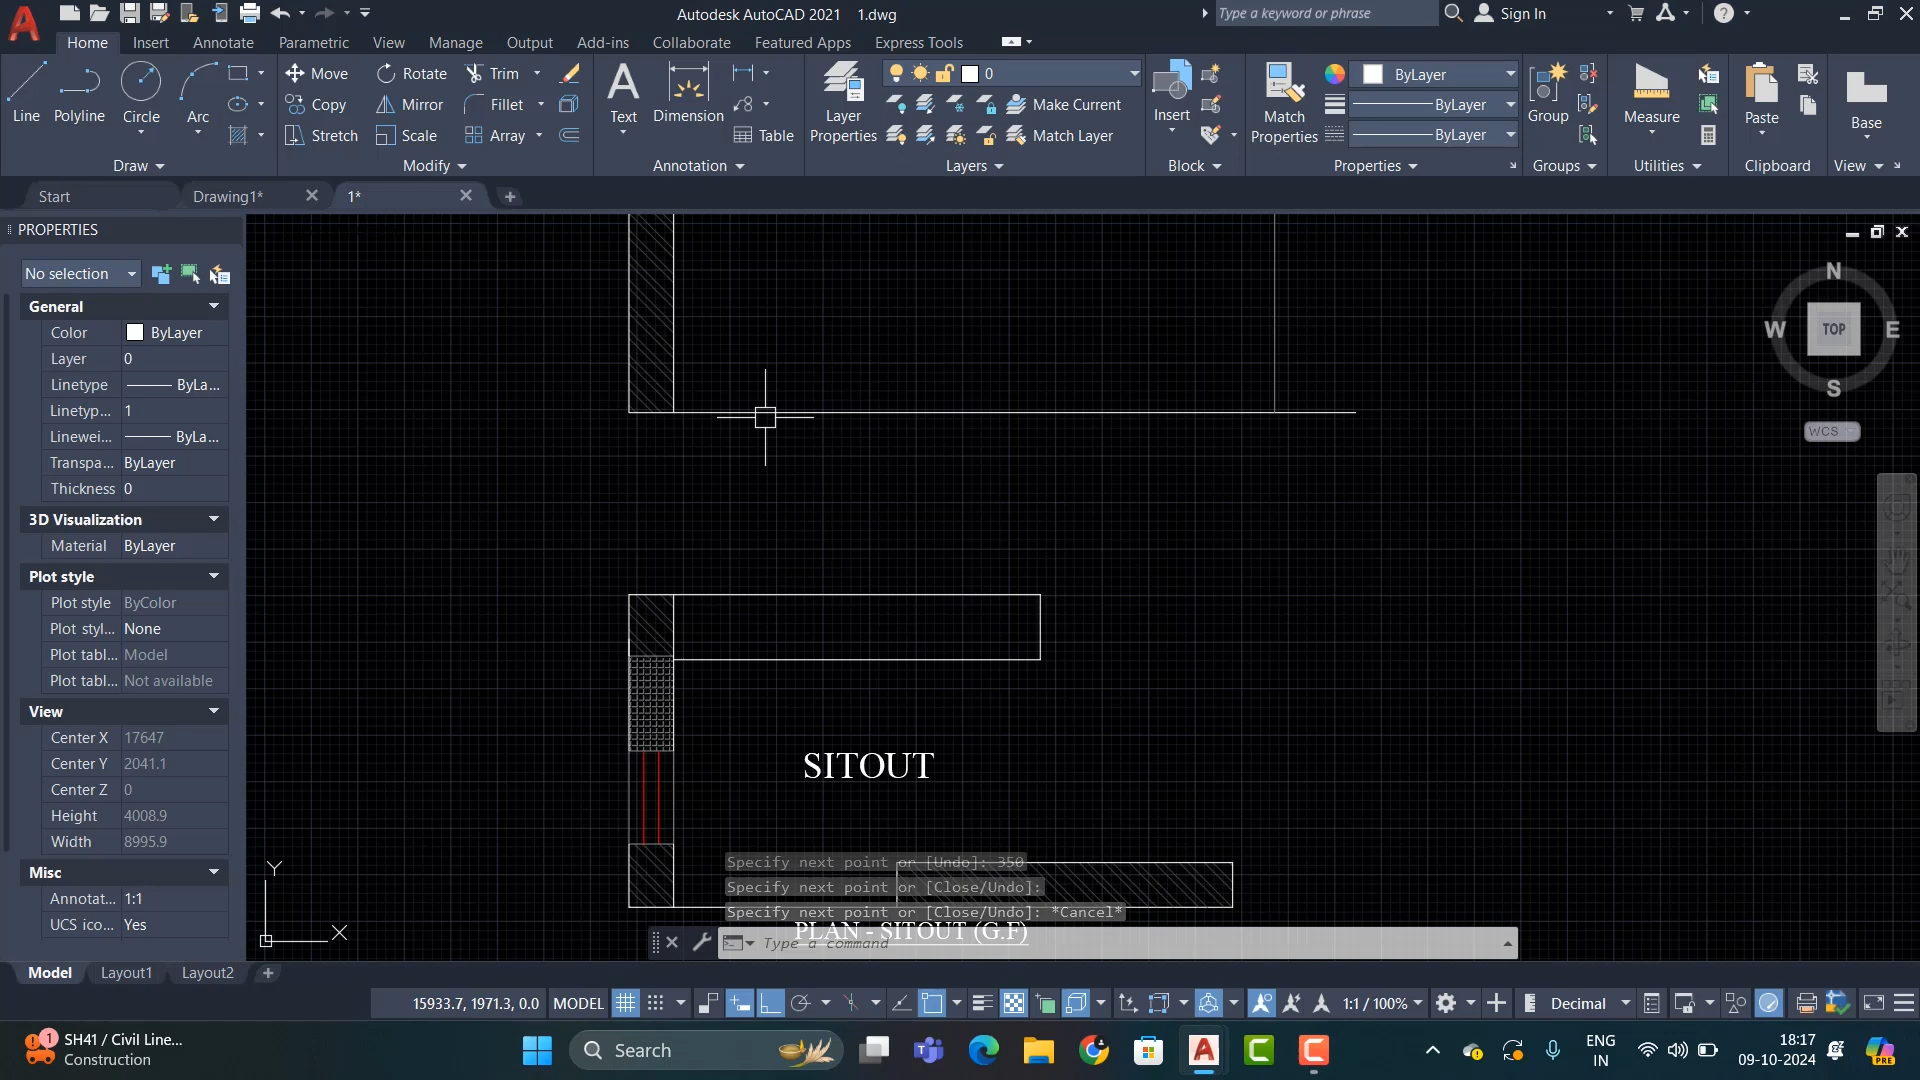 Autodesk AutoCAD 2021 1.dwg
Type a keyword or phrase
Sign In
Home Insert Annotate Parametric View Manage Output Add-ins Collaborate Featured Apps Express Tools
Line Polyline Circle Arc
Move Rotate Trim
Copy Mirror Fillet
Stretch Scale Array
Text Dimension Table
Layer Properties
0
Make Current
Match Layer
Insert
Match Properties
ByLayer
ByLayer
ByLayer
Group
Measure
Paste
Base
Draw Modify Annotation Layers Block Properties Groups Utilities Clipboard View
Start Drawing1* 1*
PROPERTIES
No selection
General
Color ByLayer
Layer 0
Linetype ByLa...
Linetyp... 1
Linewei... ByLa...
Transpa... ByLayer
Thickness 0
3D Visualization
Material ByLayer
Plot style
Plot style ByColor
Plot styl... None
Plot tabl... Model
Plot tabl... Not available
View
Center X 17647
Center Y 2041.1
Center Z 0
Height 4008.9
Width 8995.9
Misc
Annotat... 1:1
UCS ico... Yes
N
W TOP E
S
WCS
SITOUT
Specify next point or [Undo]: 350
Specify next point or [Close/Undo]:
Specify next point or [Close/Undo]: *Cancel*
PLAN - SITOUT (G.F)
Type a command
Y
X
Model Layout1 Layout2
15933.7, 1971.3, 0.0 MODEL 1:1 / 100% Decimal
1
SH41 / Civil Line...
Construction
Search
ENG
IN
18:17
09-10-2024
PRE